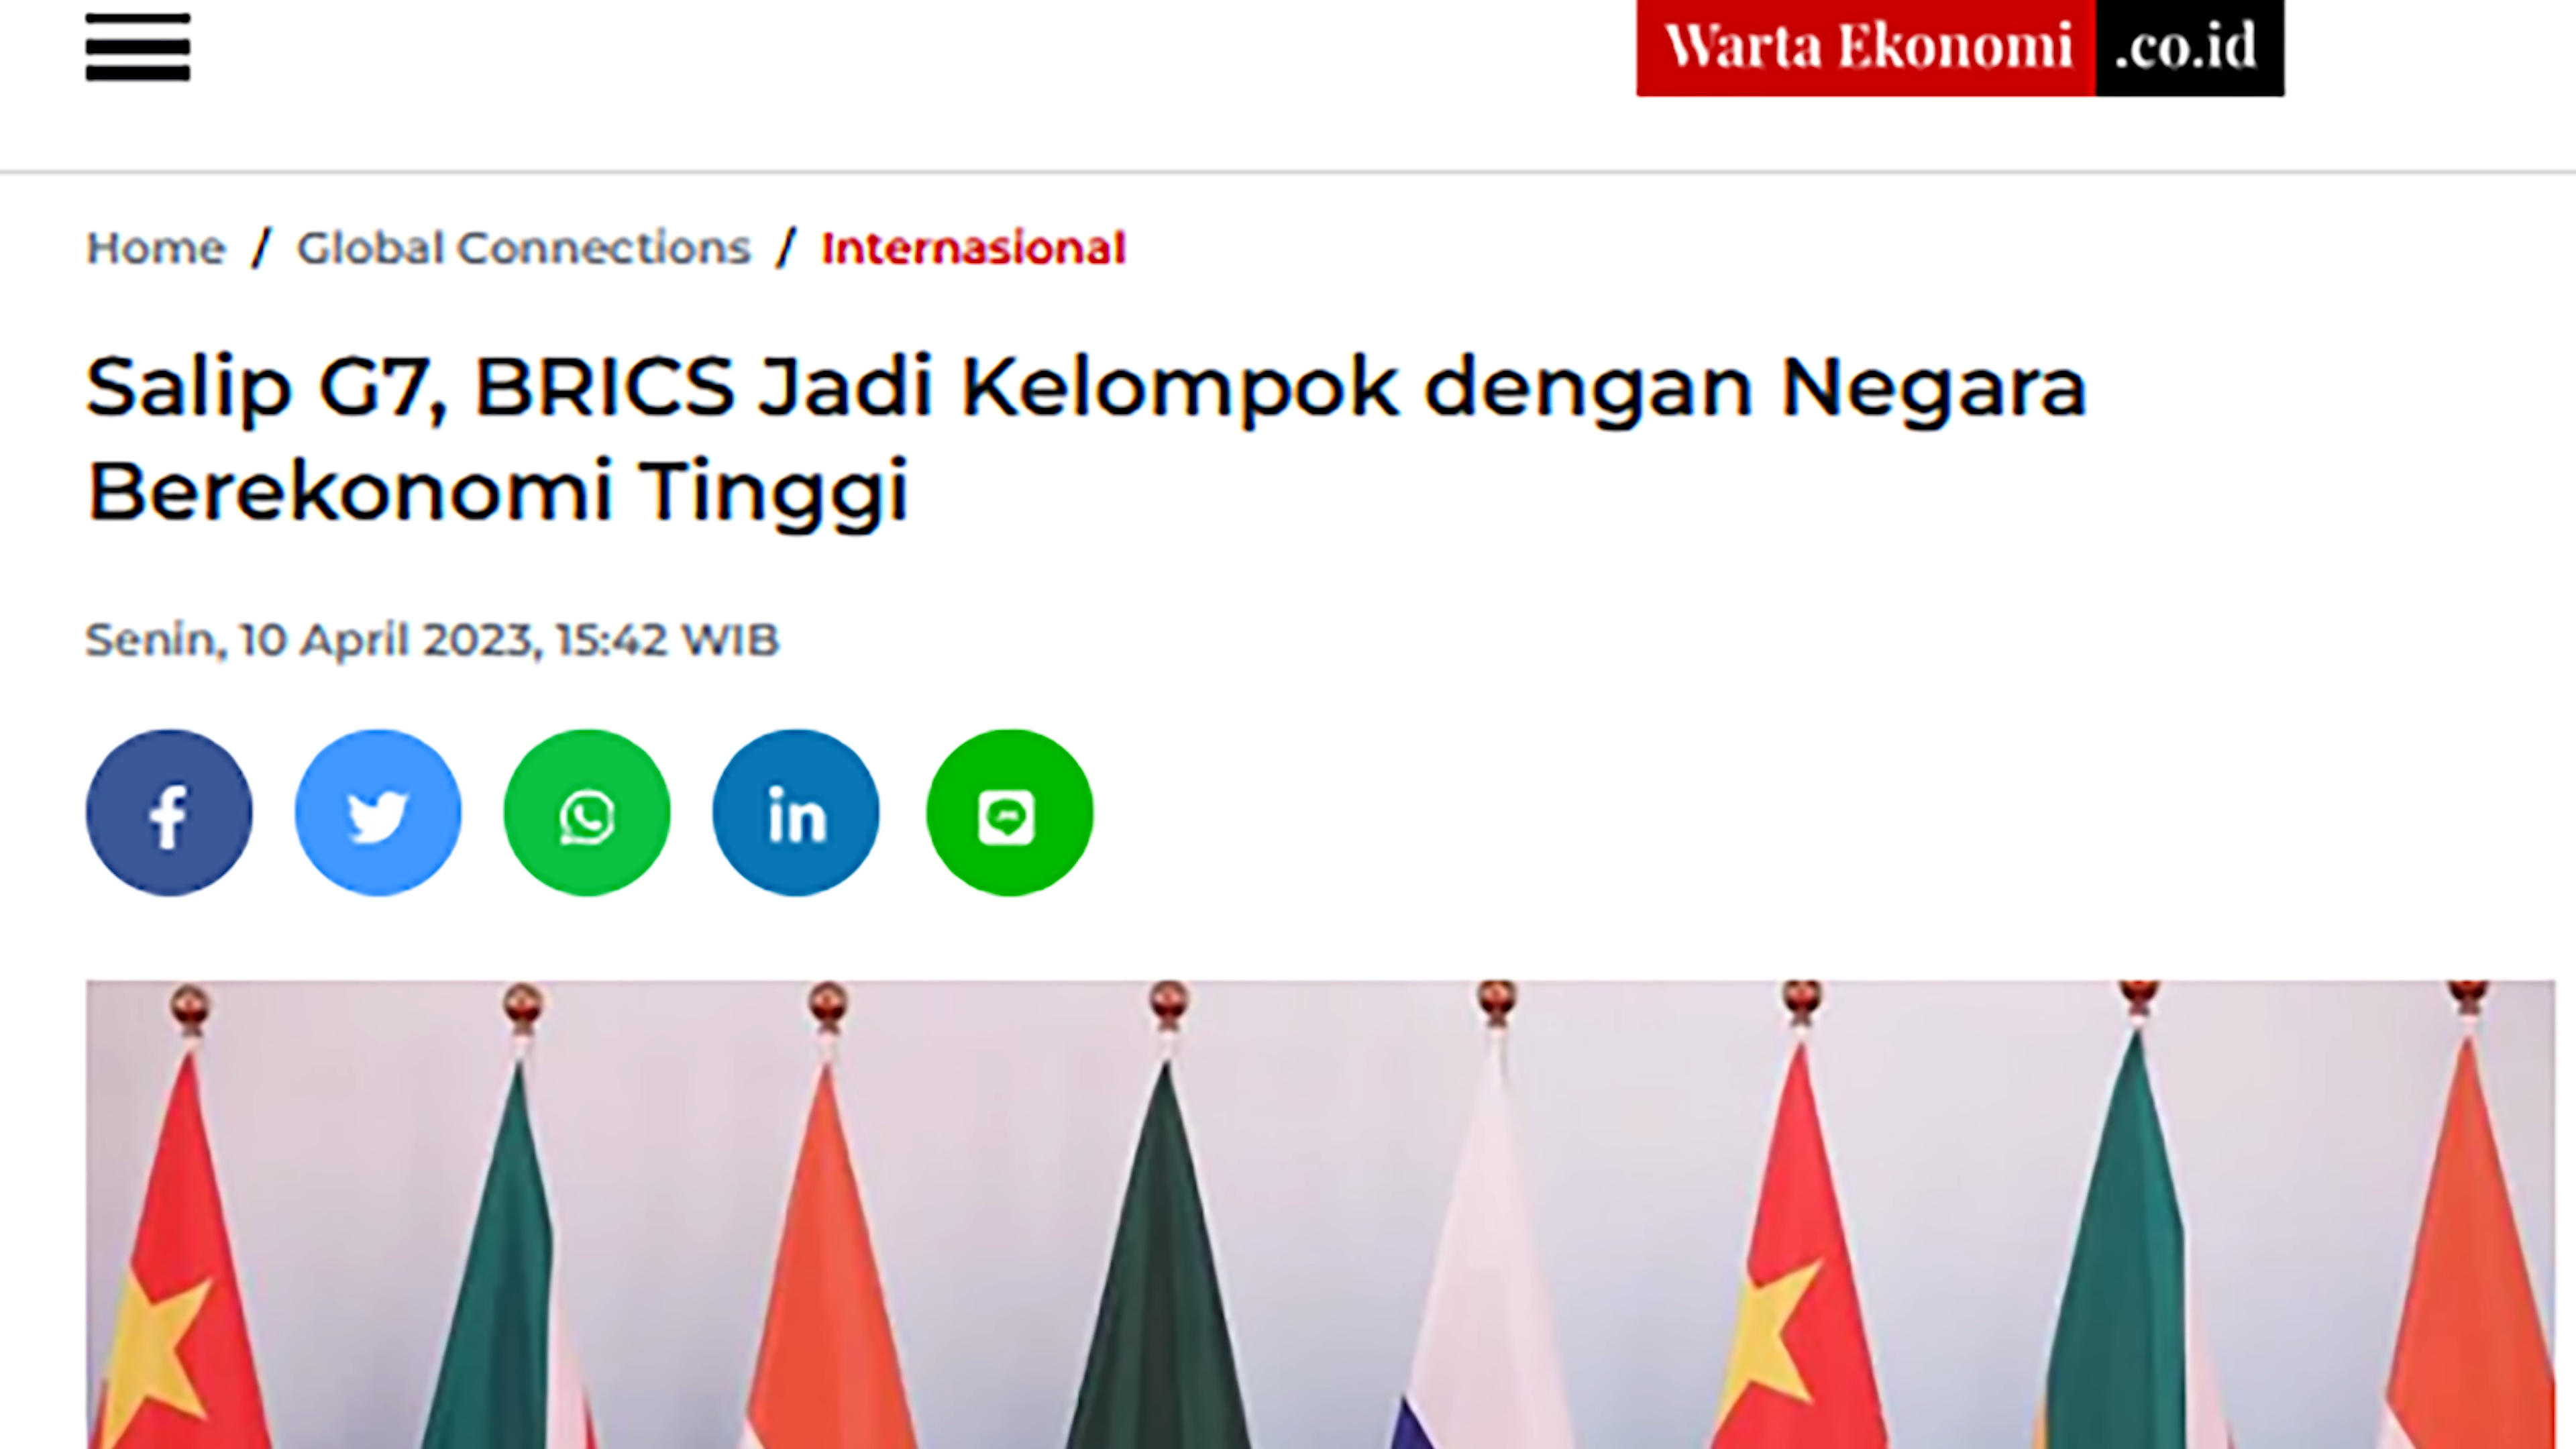 Warta Ekonomi .co.id
Home / Global Connections / Internasional
Salip G7, BRICS Jadi Kelompok dengan Negara
Berekonomi Tinggi
Senin, 10 April 2023, 15:42 WIB